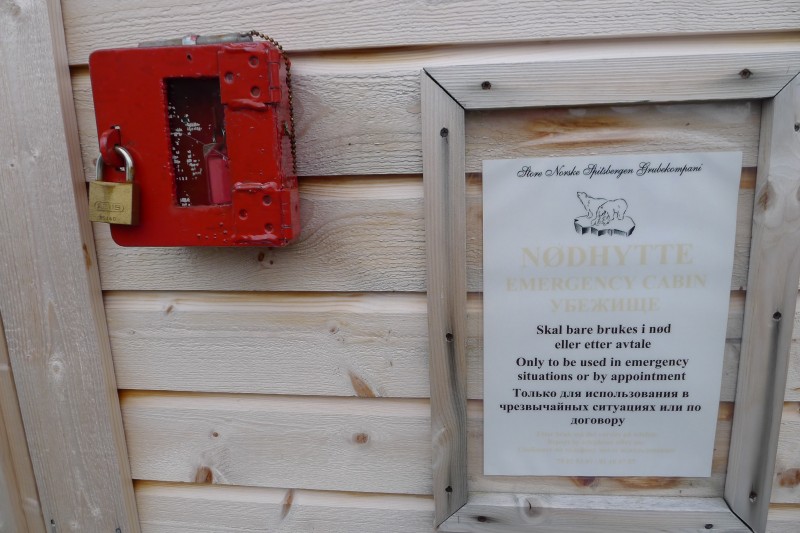 Store Norske Spitsbergen Grubekompani
NØDHYTTE
EMERGENCY CABIN
УБЕЖИЩЕ
Skal bare brukes i nød
eller etter avtale
Only to be used in emergency
situations or by appointment
Только для использования в
чрезвычайных ситуациях или по
договору